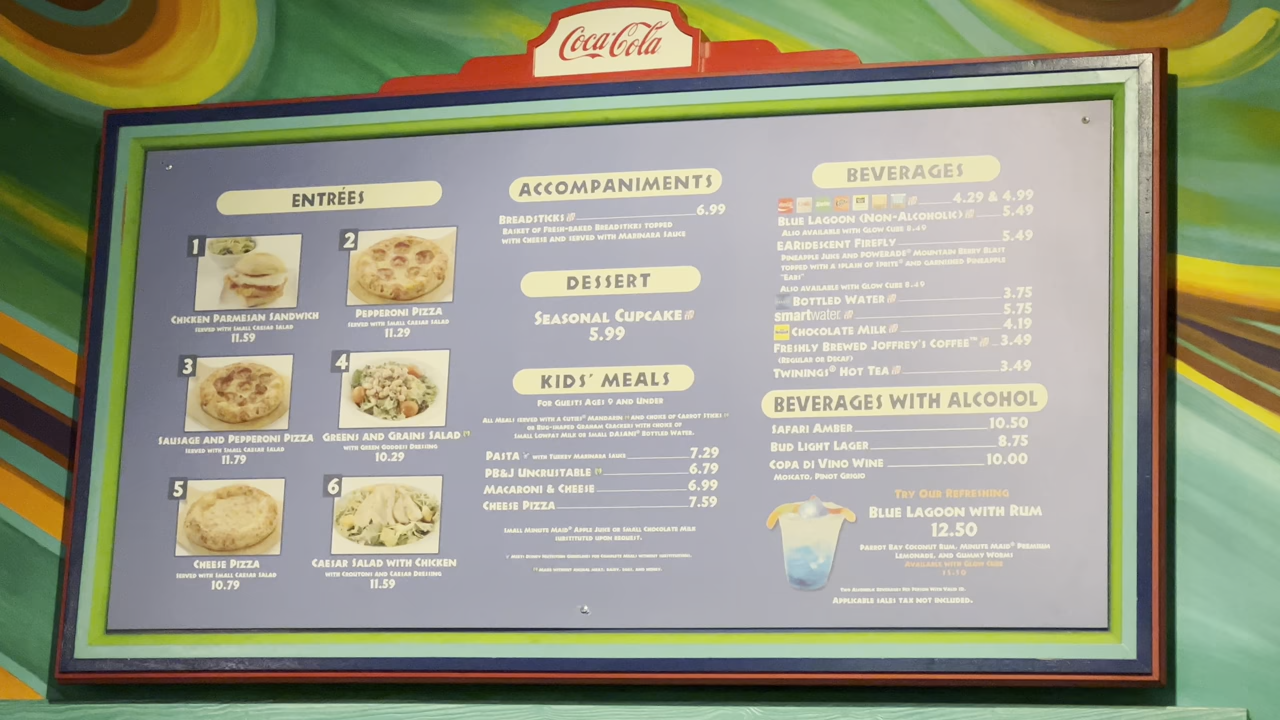 Coca-Cola
ENTRÉES
1
CHICKEN PARMESAN SANDWICH
SERVED WITH SMALL CAESAR SALAD
11.59
2
PEPPERONI PIZZA
SERVED WITH SMALL CAESAR SALAD
11.29
3
SAUSAGE AND PEPPERONI PIZZA
SERVED WITH SMALL CAESAR SALAD
11.79
4
GREENS AND GRAINS SALAD
WITH GREEN GODDESS DRESSING
10.29
5
CHEESE PIZZA
SERVED WITH SMALL CAESAR SALAD
10.79
6
CAESAR SALAD WITH CHICKEN
WITH CROUTONS AND CAESAR DRESSING
11.59
ACCOMPANIMENTS
BREADSTICKS 6.99
BASKET OF FRESH-BAKED BREADSTICKS TOPPED
WITH CHEESE AND SERVED WITH MARINARA SAUCE
DESSERT
SEASONAL CUPCAKE
5.99
KIDS' MEALS
FOR GUESTS AGES 9 AND UNDER
ALL MEALS SERVED WITH A CUTIES® MANDARIN AND CHOICE OF CARROT STICKS
OR BUG-SHAPED GRAHAM CRACKERS WITH CHOICE OF
SMALL LOWFAT MILK OR SMALL DASANI® BOTTLED WATER.
PASTA WITH TURKEY MARINARA SAUCE 7.29
PB&J UNCRUSTABLE 6.79
MACARONI & CHEESE 6.99
CHEESE PIZZA 7.59
SMALL MINUTE MAID® APPLE JUICE OR SMALL CHOCOLATE MILK
SUBSTITUTED UPON REQUEST.
BEVERAGES
4.29 & 4.99
BLUE LAGOON (NON-ALCOHOLIC) 5.49
ALSO AVAILABLE WITH GLOW CUBE 8.49
EARIDESCENT FIREFLY 5.49
PINEAPPLE JUICE AND POWERADE® MOUNTAIN BERRY BLAST
TOPPED WITH A SPLASH OF SPRITE® AND GARNISHED PINEAPPLE
"EARS"
ALSO AVAILABLE WITH GLOW CUBE 8.49
BOTTLED WATER 3.75
smartwater. 5.75
CHOCOLATE MILK 4.19
FRESHLY BREWED JOFFREY'S COFFEE™ 3.49
(REGULAR OR DECAF)
TWININGS® HOT TEA 3.49
BEVERAGES WITH ALCOHOL
SAFARI AMBER 10.50
BUD LIGHT LAGER 8.75
COPA DI VINO WINE 10.00
MOSCATO, PINOT GRIGIO
TRY OUR REFRESHING
BLUE LAGOON WITH RUM
12.50
PARROT BAY COCONUT RUM, MINUTE MAID® PREMIUM
LEMONADE, AND GUMMY WORMS
AVAILABLE WITH GLOW CUBE
APPLICABLE SALES TAX NOT INCLUDED.